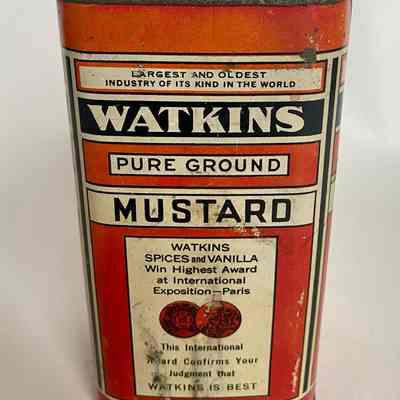 LARGEST AND OLDEST
INDUSTRY OF ITS KIND IN THE WORLD
WATKINS
PURE GROUND
MUSTARD
WATKINS
SPICES and VANILLA
Win Highest Award
at International
Exposition—Paris
This International
Award Confirms Your
Judgment that
WATKINS IS BEST